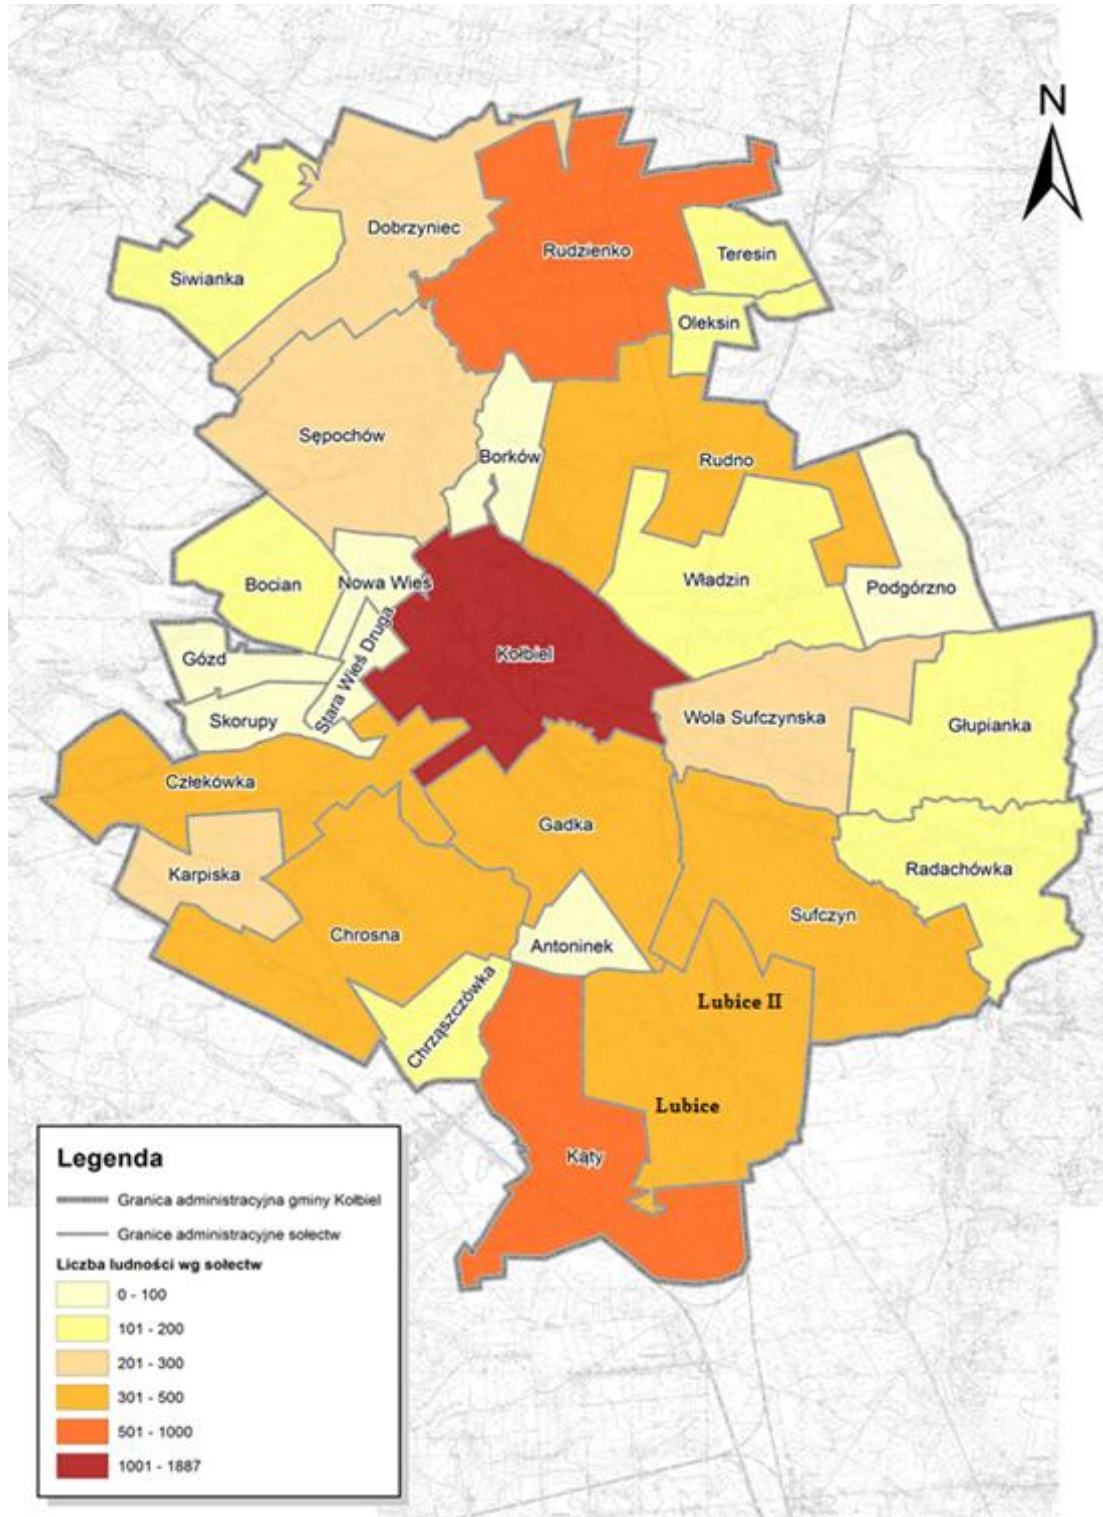 N
Dobrzyniec
Rudzienko
Teresin
Siwianka
Oleksin
Sępochów
Borków
Rudno
Władzin
Podgórzno
Bocian
Nowa Wieś
Stara Wieś Druga
Gózd
Kołbiel
Skorupy
Wola Sufczynska
Głupianka
Człekówka
Gadka
Karpiska
Radachówka
Sufczyn
Chrosna
Antoninek
Chrząszczówka
Lubice II
Lubice
Kąty
Legenda
Granica administracyjna gminy Kołbiel
Granice administracyjne sołectw
Liczba ludności wg sołectw
0 - 100
101 - 200
201 - 300
301 - 500
501 - 1000
1001 - 1887